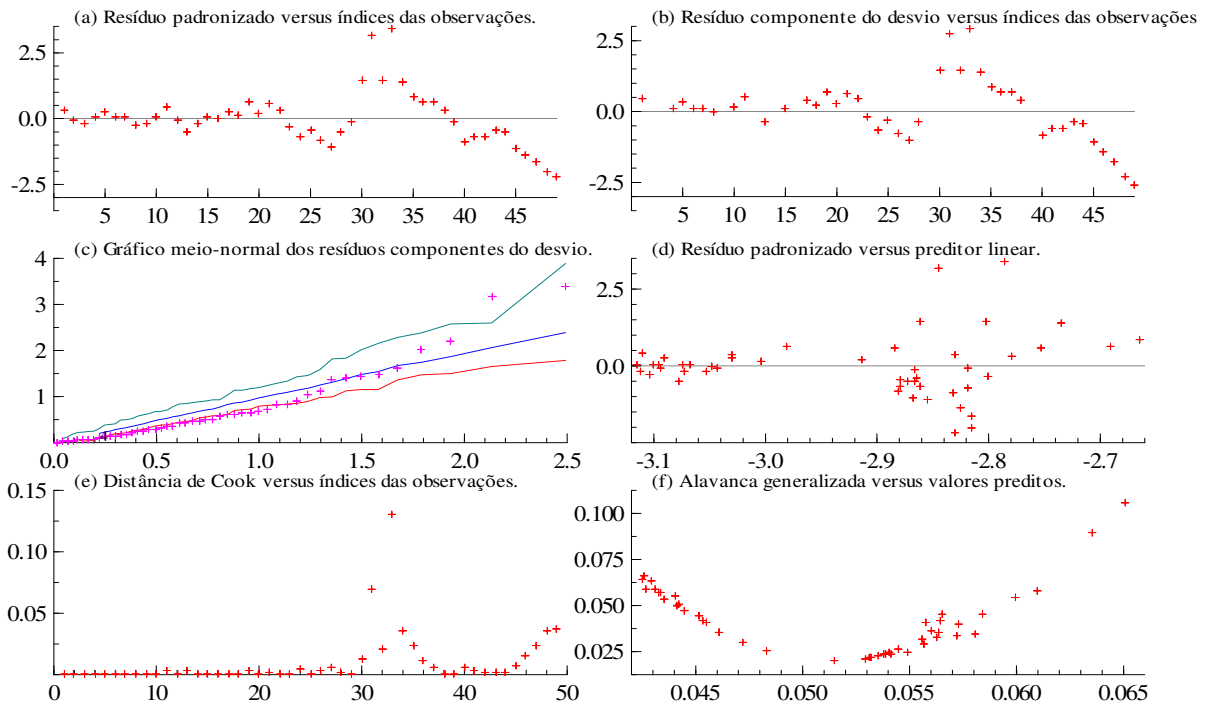 (a) Resíduo padronizado versus índices das observações.
2.5
0.0
-2.5
5 10 15 20 25 30 35 40 45
(b) Resíduo componente do desvio versus índices das observações
2.5
0.0
-2.5
5 10 15 20 25 30 35 40 45
(c) Gráfico meio-normal dos resíduos componentes do desvio.
4
3
2
1
0.0 0.5 1.0 1.5 2.0 2.5
(d) Resíduo padronizado versus preditor linear.
2.5
0.0
-3.1 -3.0 -2.9 -2.8 -2.7
(e) Distância de Cook versus índices das observações.
0.15
0.10
0.05
0 10 20 30 40 50
(f) Alavanca generalizada versus valores preditos.
0.100
0.075
0.050
0.025
0.045 0.050 0.055 0.060 0.065